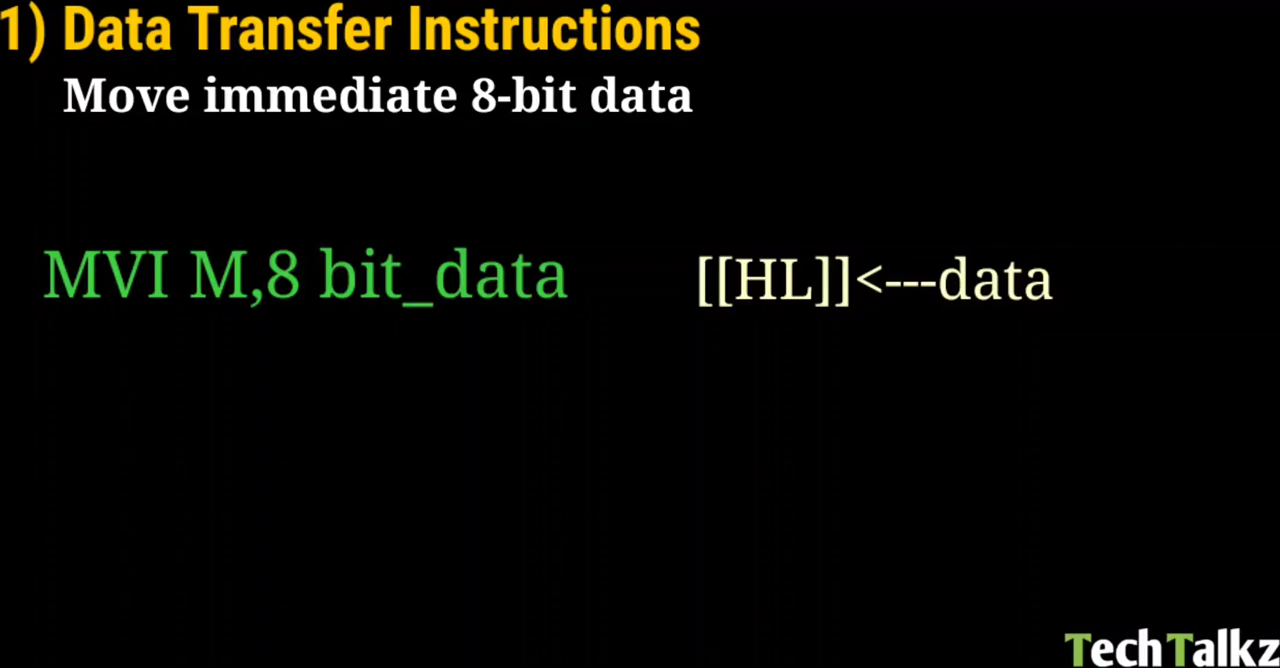 1) Data Transfer Instructions
Move immediate 8-bit data
MVI M,8 bit_data
[[HL]]<---data
TechTalkz